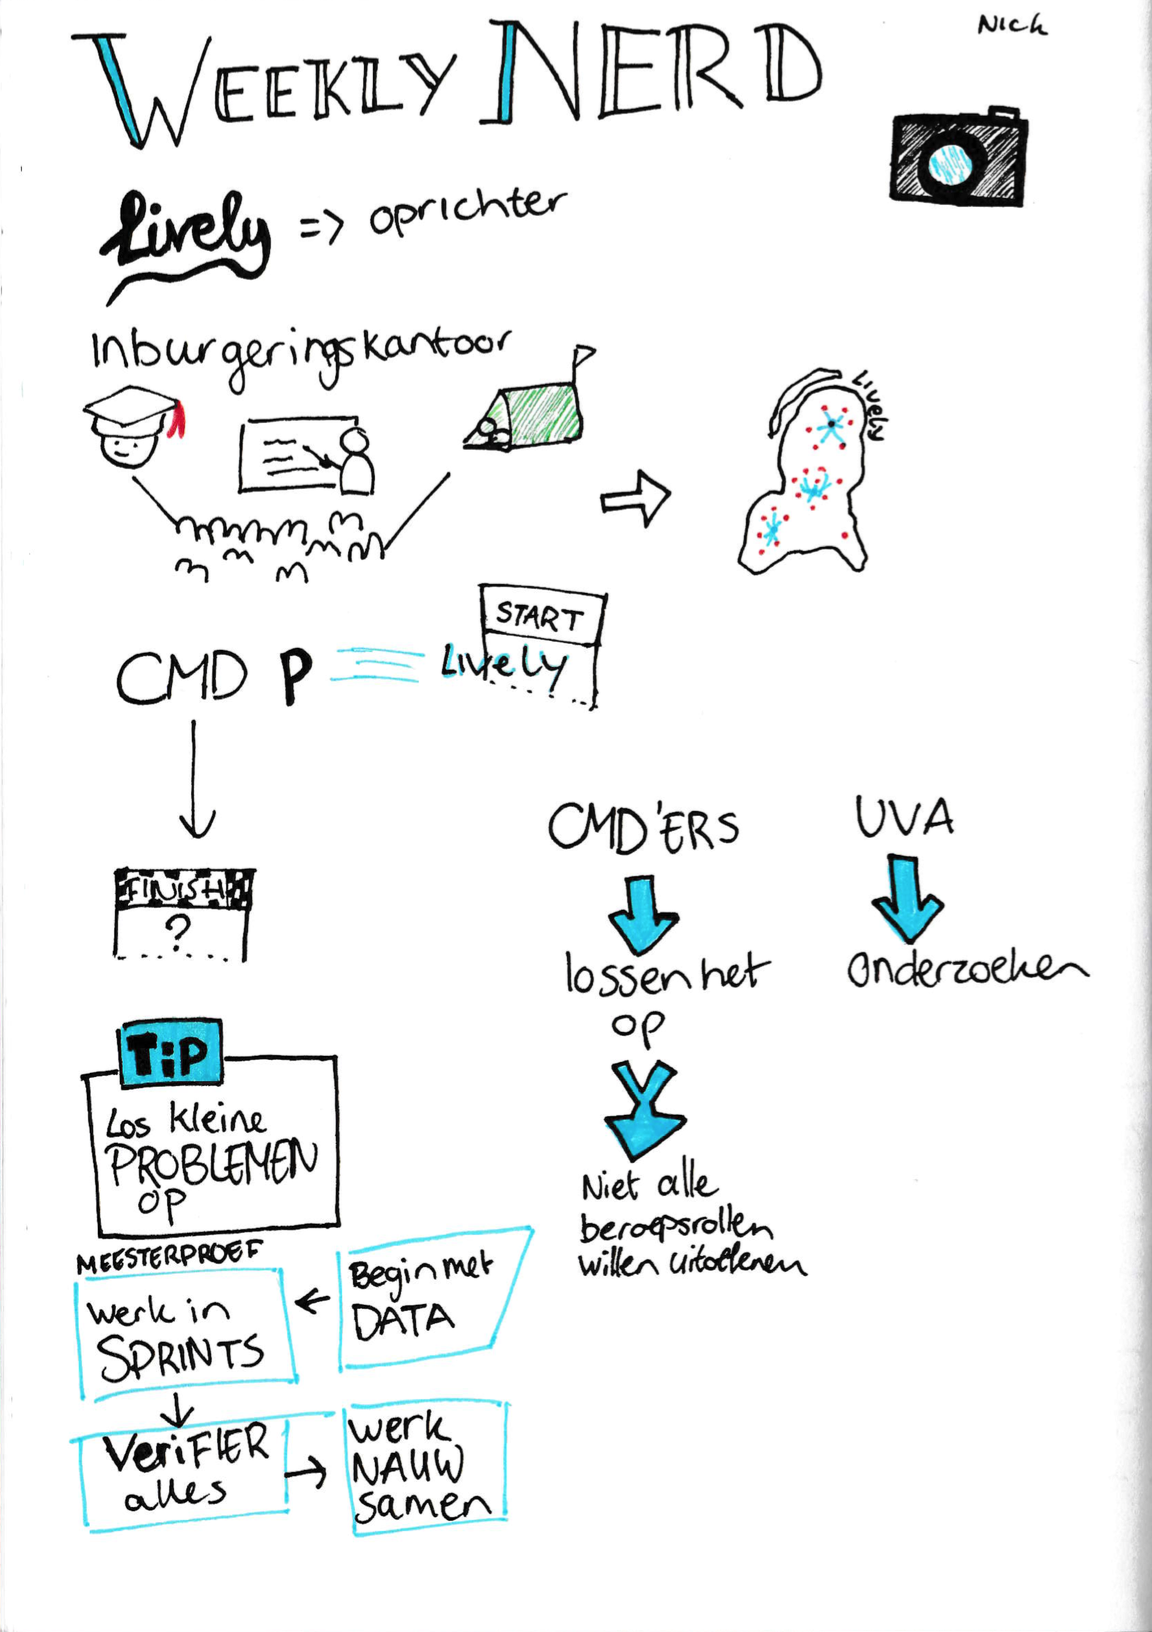 Nick
WEEKLY NERD
Lively => oprichter
Inburgeringskantoor
Lively
START
CMD P Lively
FINISH
?
CMD'ERS
lossen het
op
Niet alle
beroepsrollen
willen uitoefenen
UVA
Onderzoeken
TiP
Los kleine
PROBLEMEN
OP
MEESTERPROEF
Begin met
DATA
Werk in
SPRINTS
VeriFIER
alles
Werk
NAUW
samen